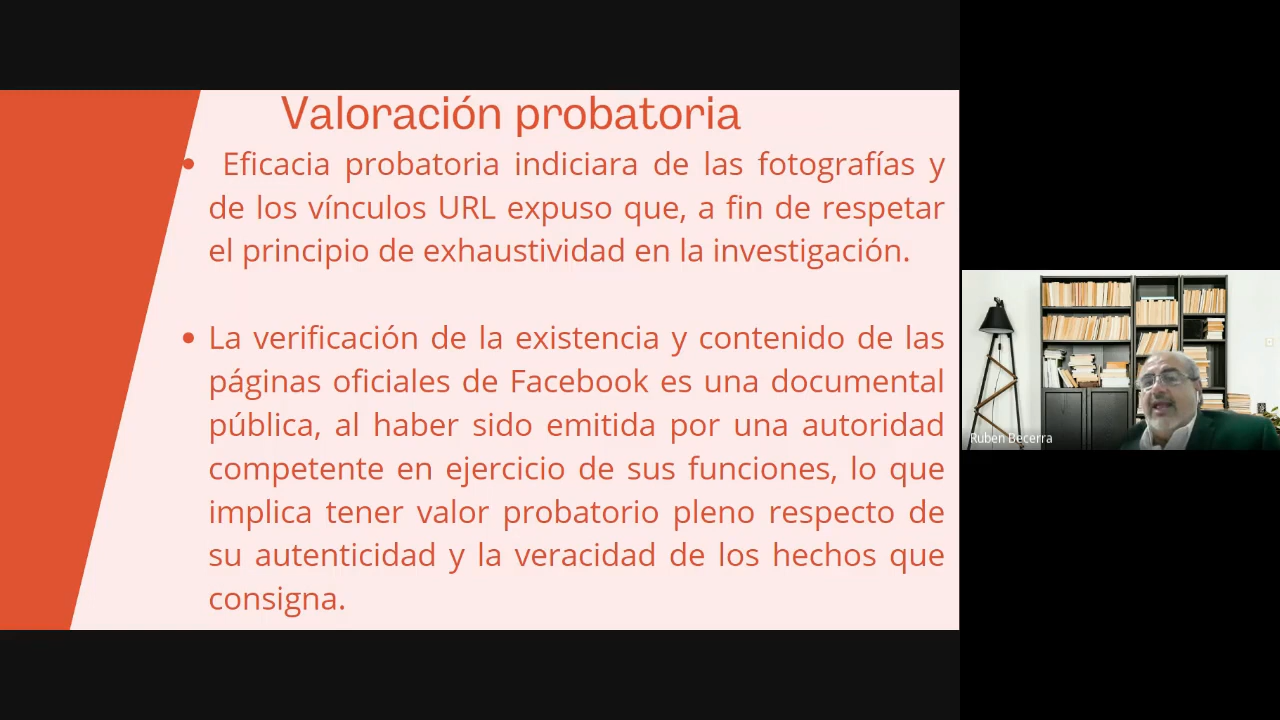 Valoración probatoria
• Eficacia probatoria indiciara de las fotografías y
de los vínculos URL expuso que, a fin de respetar
el principio de exhaustividad en la investigación.
• La verificación de la existencia y contenido de las
páginas oficiales de Facebook es una documental
pública, al haber sido emitida por una autoridad
competente en ejercicio de sus funciones, lo que
implica tener valor probatorio pleno respecto de
su autenticidad y la veracidad de los hechos que
consigna.
Ruben Becerra